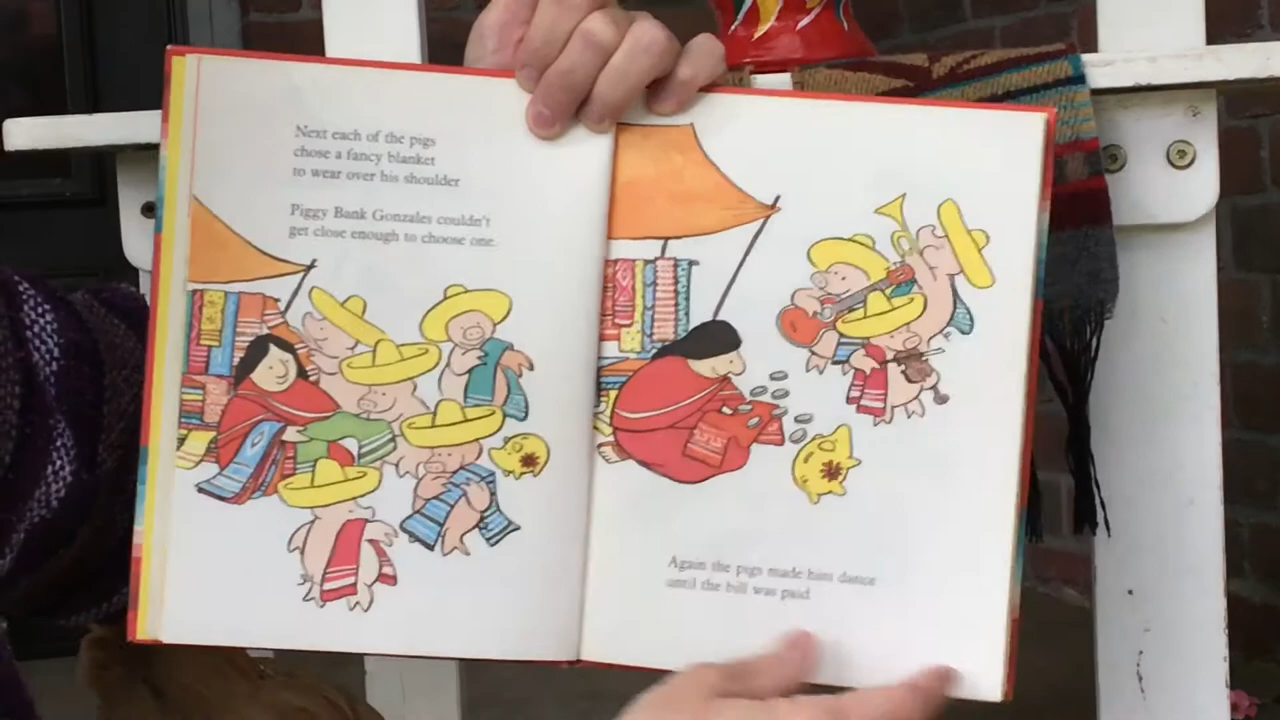 Next each of the pigs
chose a fancy blanket
to wear over his shoulder
Piggy Bank Gonzales couldn't
get close enough to choose one.
Again the pigs made him dance
until the bill was paid